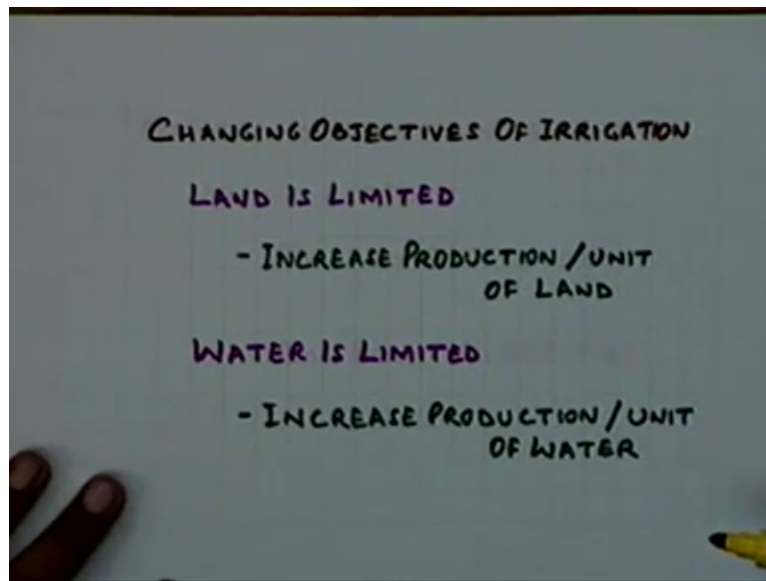 CHANGING OBJECTIVES OF IRRIGATION
LAND IS LIMITED
- INCREASE PRODUCTION / UNIT
OF LAND
WATER IS LIMITED
- INCREASE PRODUCTION / UNIT
OF WATER